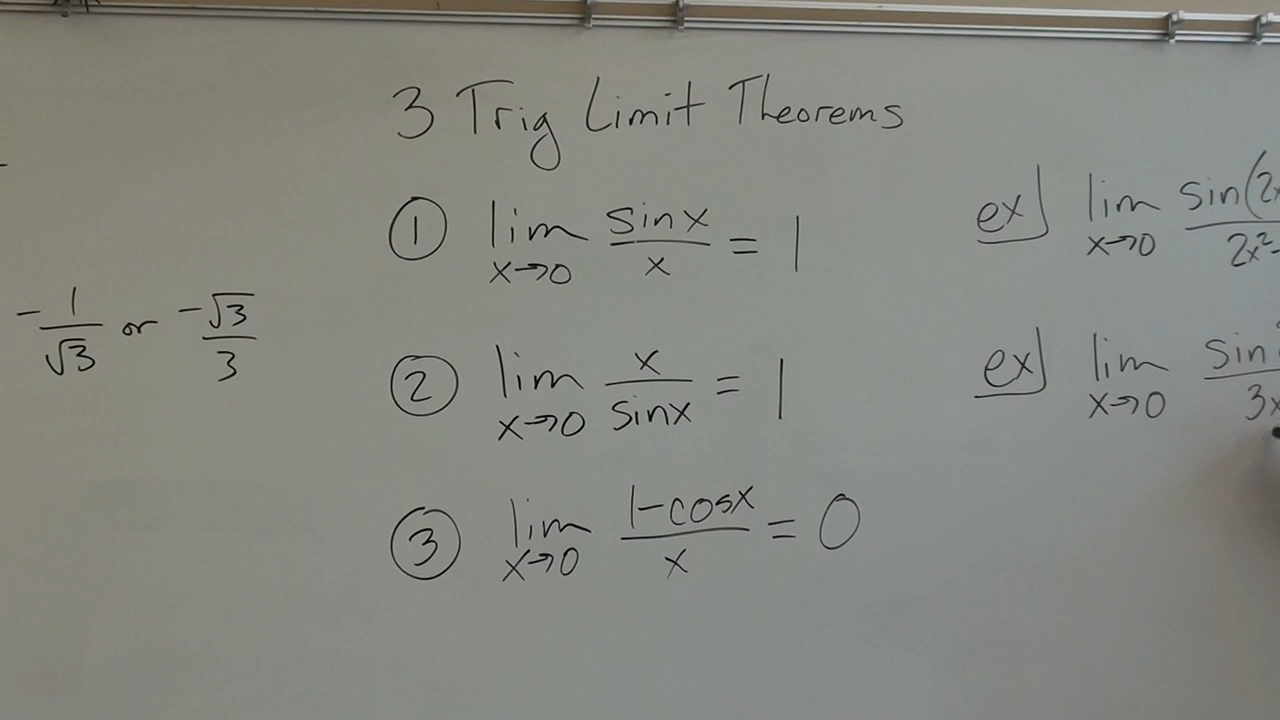 3 Trig Limit Theorems
① lim x→0 sinx/x = 1
② lim x→0 x/sinx = 1
③ lim x→0 1-cosx/x = 0
-1/√3 or -√3/3
ex) lim x→0 sin(2x / 2x²-
ex) lim x→0 sin / 3x